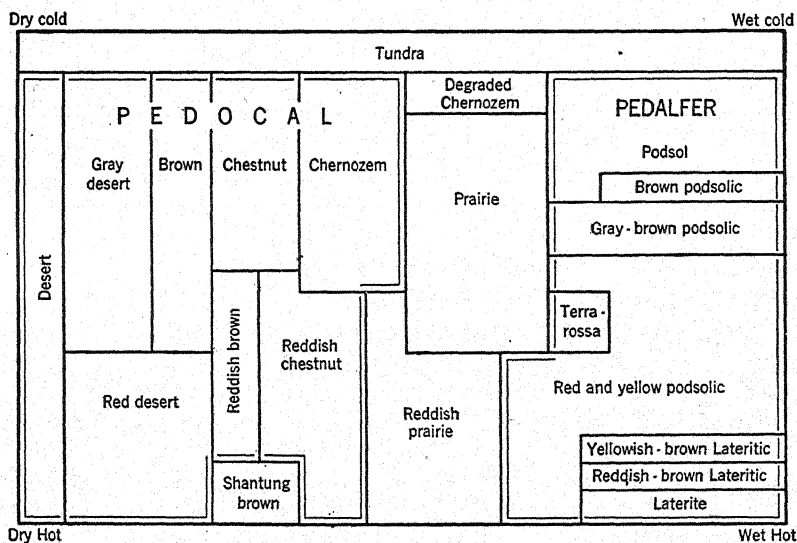 Dry cold
Wet cold
Tundra
PEDOCAL
Degraded
Chernozem
PEDALFER
Podsol
Gray
desert
Brown
Chestnut
Chernozem
Prairie
Brown podsolic
Gray-brown podsolic
Desert
Terra-
rossa
Reddish brown
Reddish
chestnut
Red desert
Red and yellow podsolic
Reddish
prairie
Yellowish-brown Lateritic
Reddish-brown Lateritic
Laterite
Shantung
brown
Dry Hot
Wet Hot